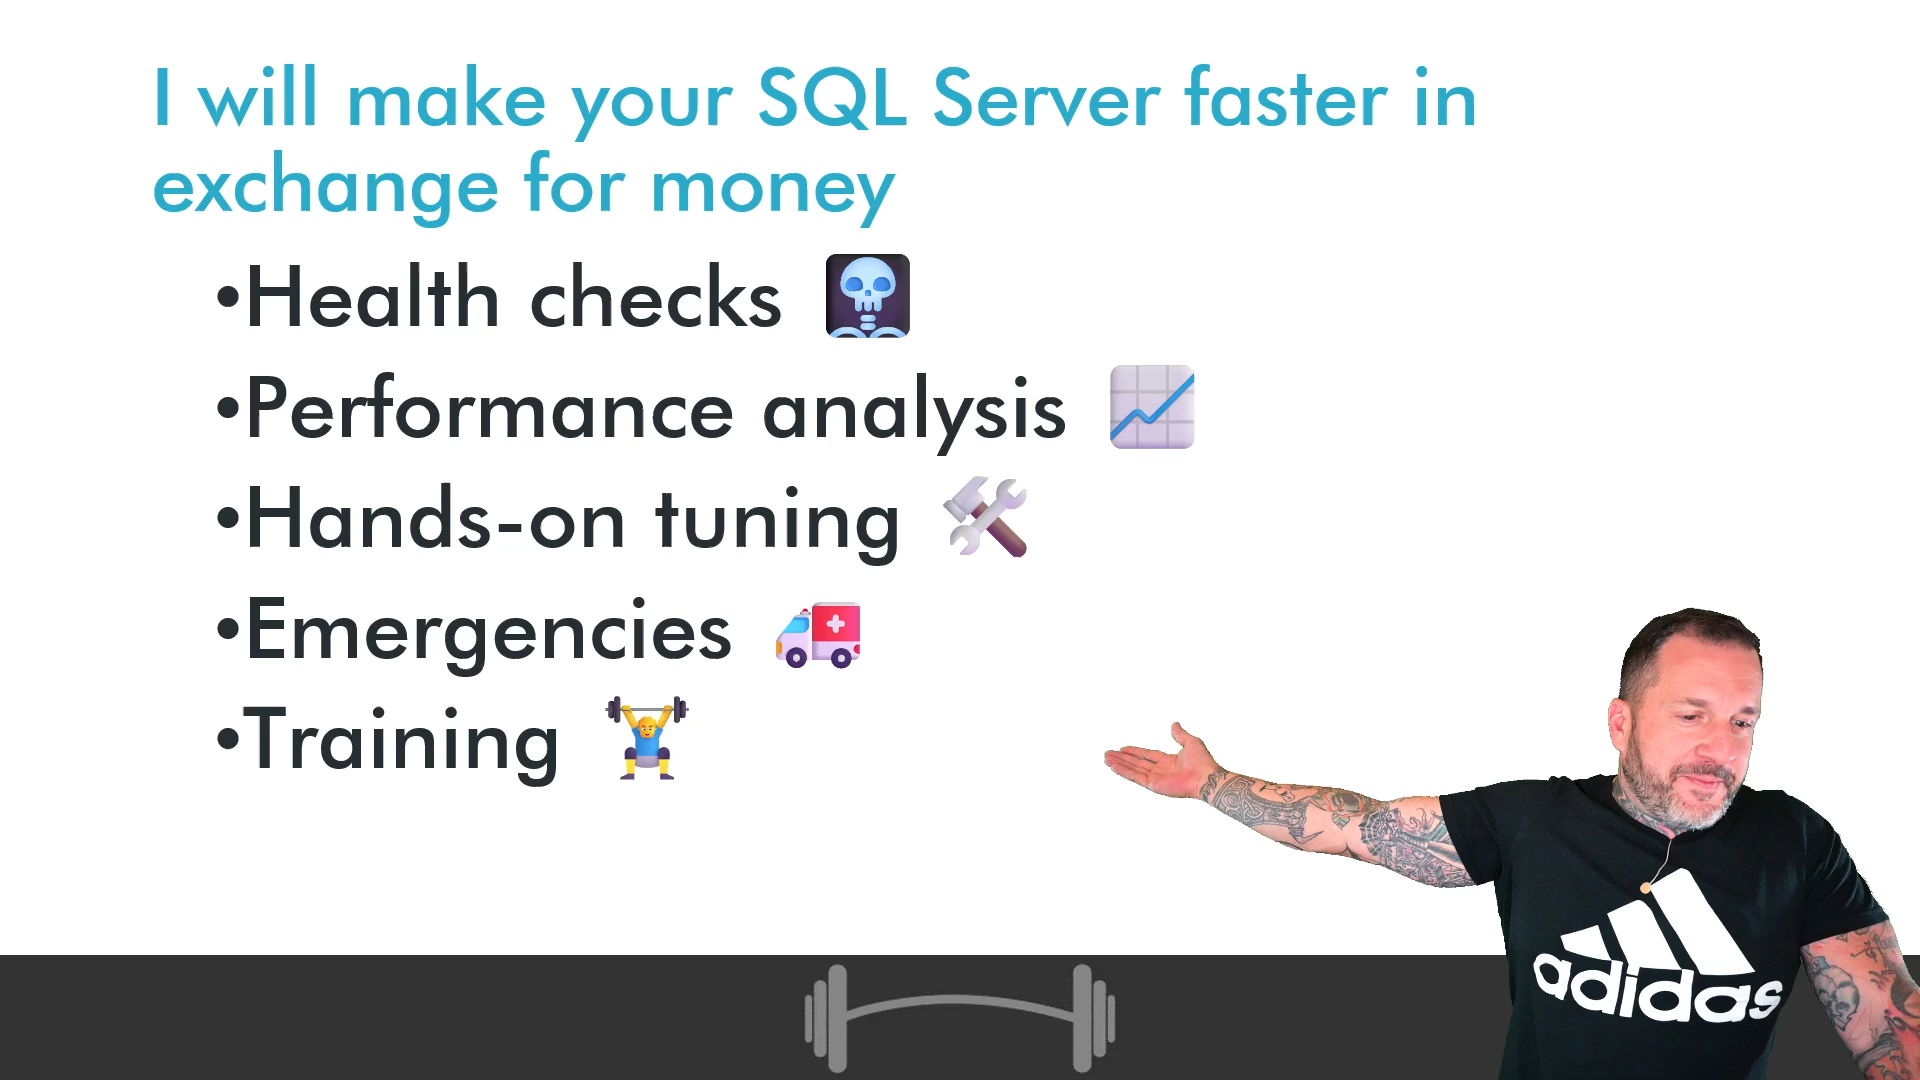 I will make your SQL Server faster in
exchange for money
•Health checks
•Performance analysis
•Hands-on tuning
•Emergencies
•Training
adidas